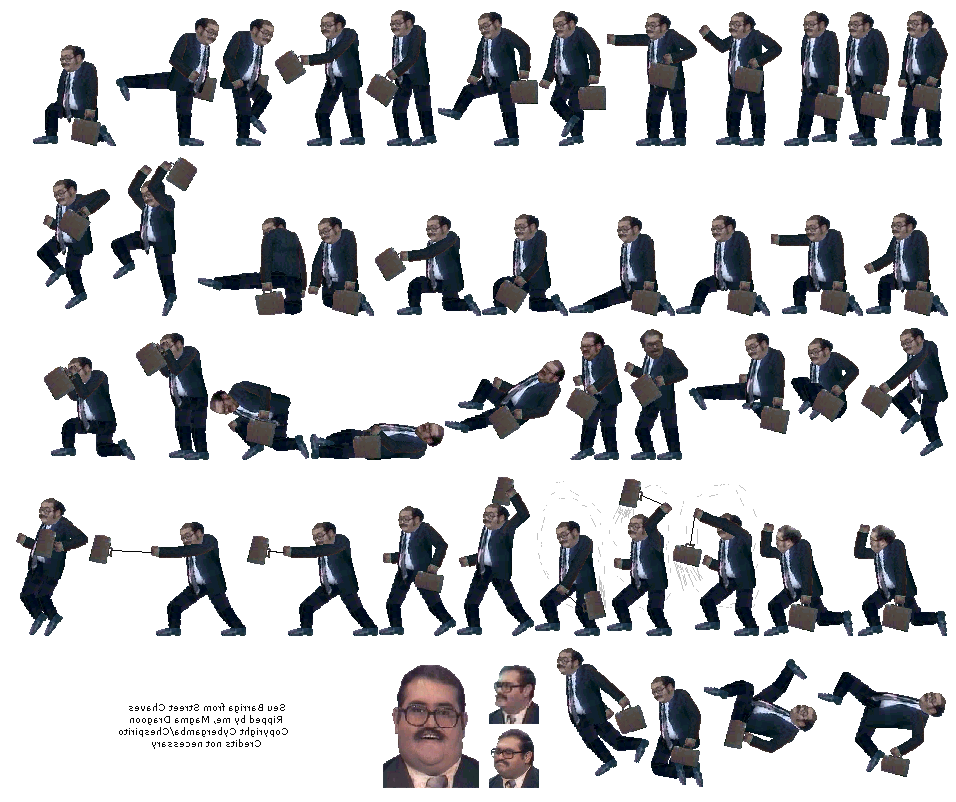 Seu Barriga from Street Chaves
Ripped by me, Magma Dragoon
Copyright Cybergamba/Chespirito
Credits not necessary